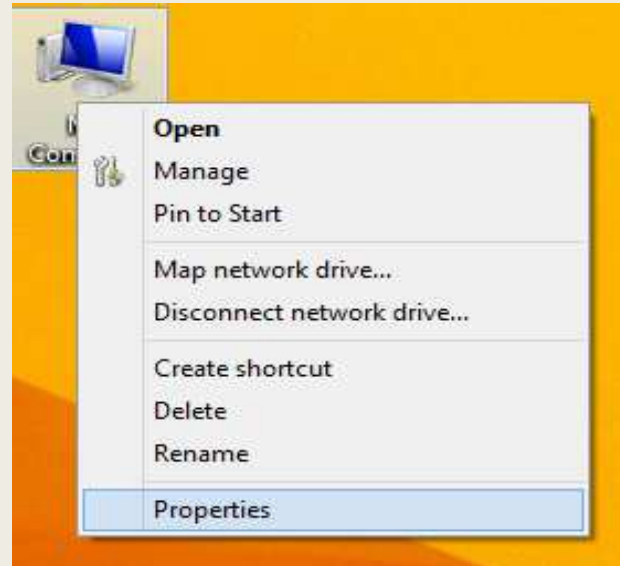 Open
Manage
Pin to Start
Map network drive...
Disconnect network drive...
Create shortcut
Delete
Rename
Properties